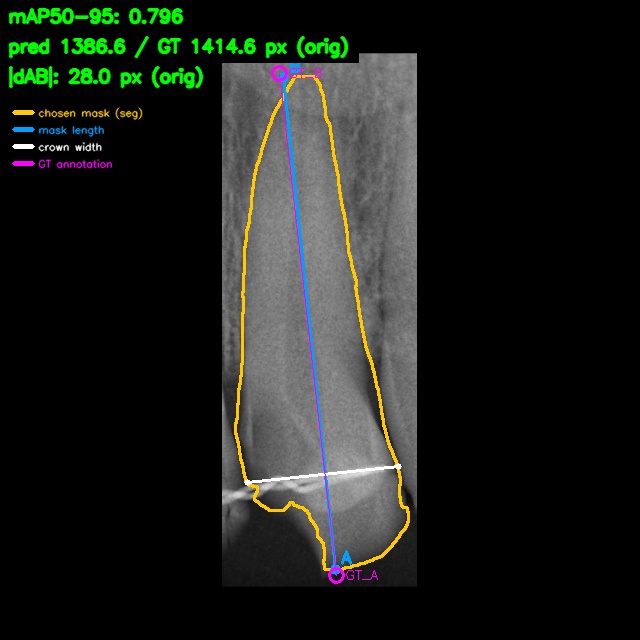 mAP50-95: 0.796
pred 1386.6 / GT 1414.6 px (orig)
|dAB|: 28.0 px (orig)
chosen mask (seg)
mask length
crown width
GT annotation
A
GT_A